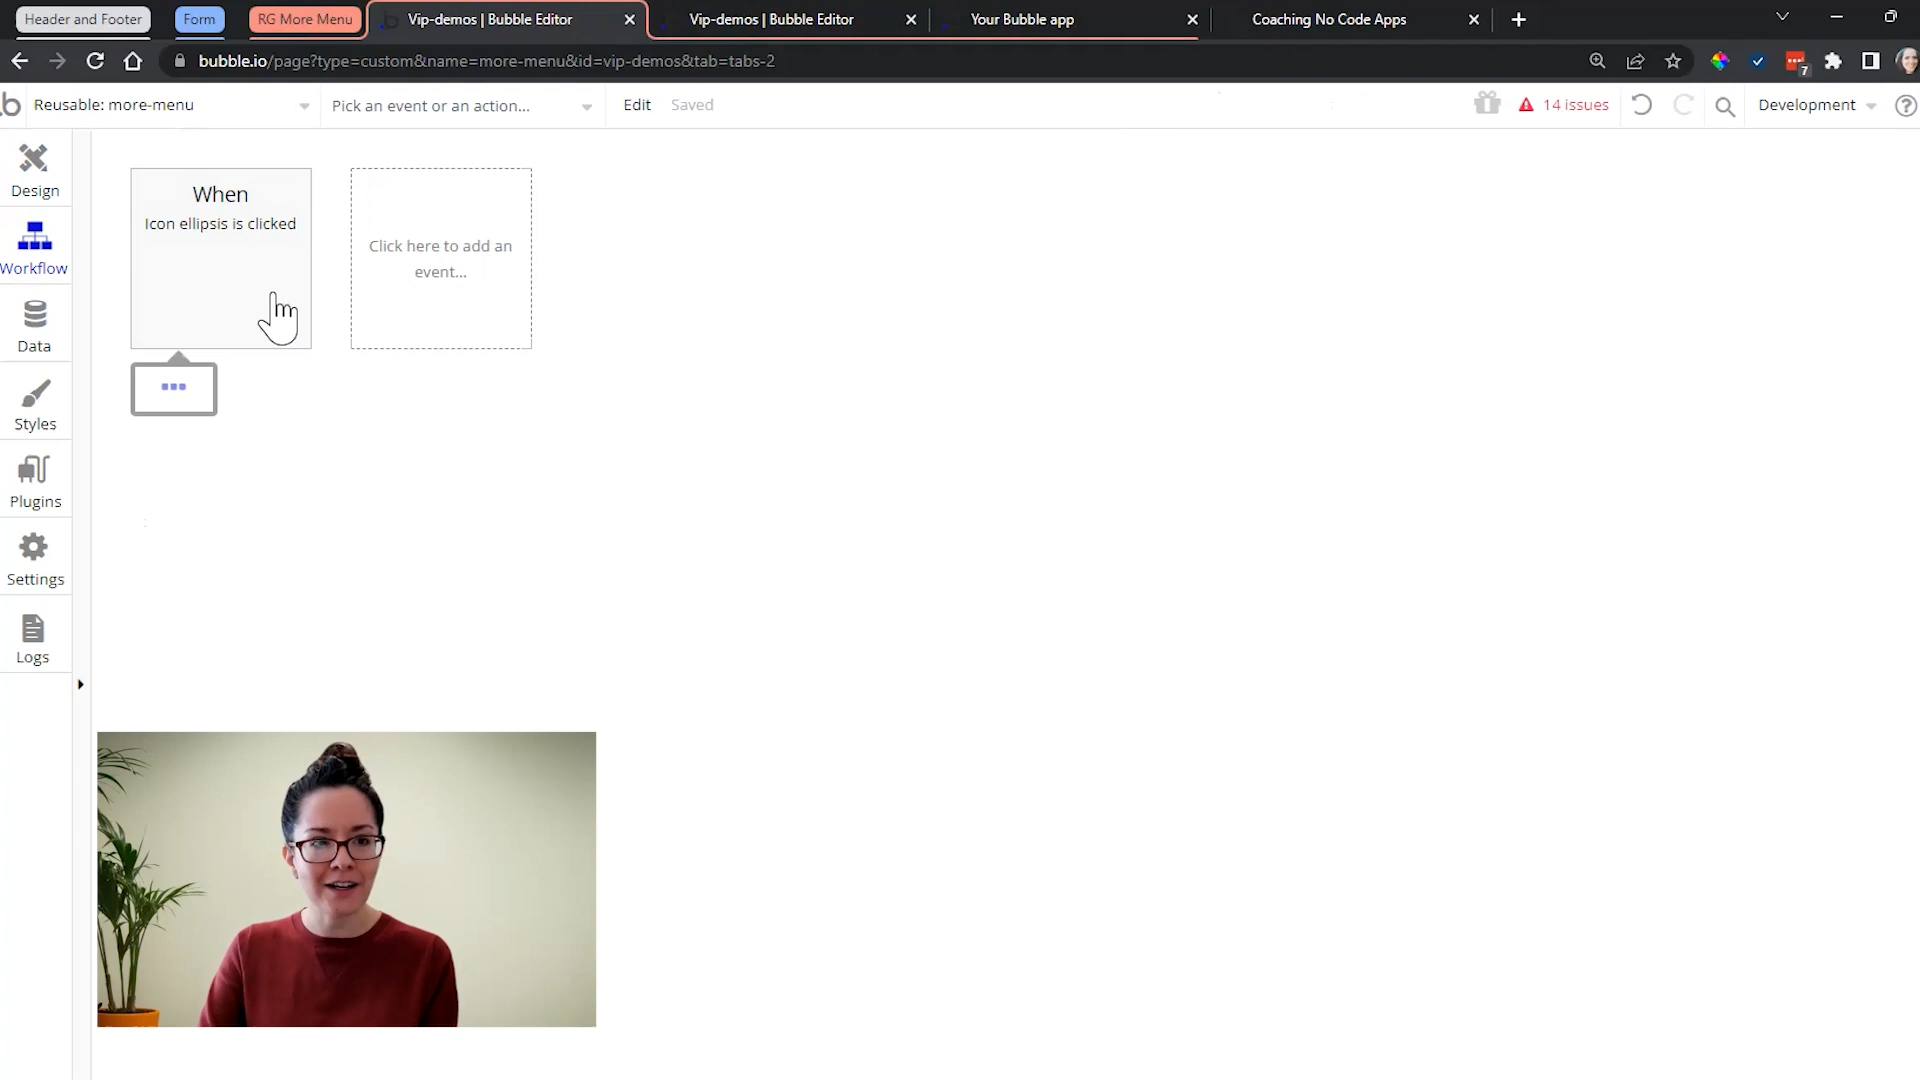 Header and Footer
Form
RG More Menu
Vip-demos | Bubble Editor
Vip-demos | Bubble Editor
Your Bubble app
Coaching No Code Apps
bubble.io/page?type=custom&name=more-menu&id=vip-demos&tab=tabs-2
7
Reusable: more-menu
Pick an event or an action...
Edit
Saved
14 issues
Development
Design
Workflow
Data
Styles
Plugins
Settings
Logs
When
Icon ellipsis is clicked
Click here to add an
event...